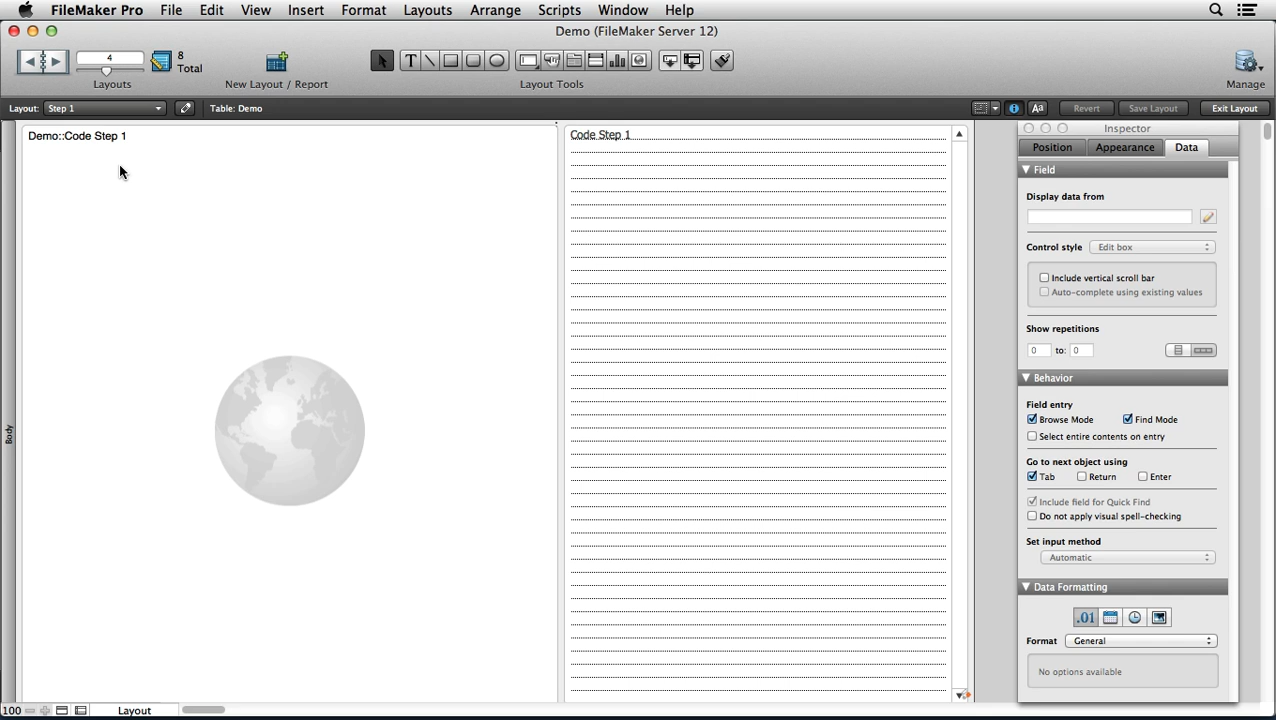 FileMaker Pro File Edit View Insert Format Layouts Arrange Scripts Window Help
Demo (FileMaker Server 12)
4
8
Total
Layouts
New Layout / Report
T
Layout Tools
Manage
Layout: Step 1
Table: Demo
Aa
Revert
Save Layout
Exit Layout
Demo::Code Step 1
Code Step 1
Inspector
Position
Appearance
Data
Field
Display data from
Control style
Edit box
Include vertical scroll bar
Auto-complete using existing values
Show repetitions
0 to: 0
Behavior
Field entry
Browse Mode
Find Mode
Select entire contents on entry
Go to next object using
Tab
Return
Enter
Include field for Quick Find
Do not apply visual spell-checking
Set input method
Automatic
Data Formatting
.01
Format
General
No options available
Body
100
Layout